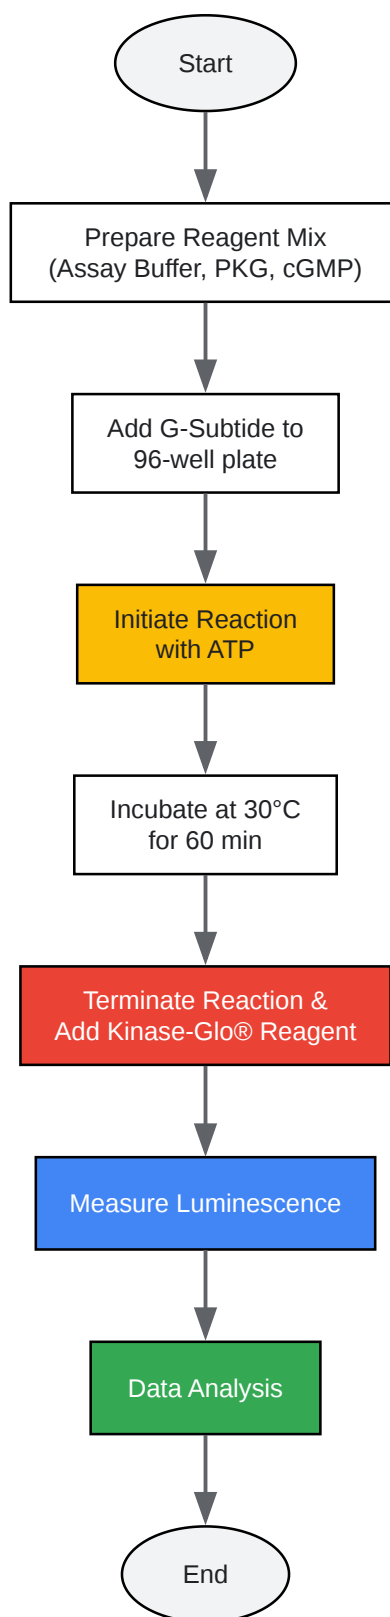 Start
Prepare Reagent Mix
(Assay Buffer, PKG, cGMP)
Add G-Subtide to
96-well plate
Initiate Reaction
with ATP
Incubate at 30°C
for 60 min
Terminate Reaction &
Add Kinase-Glo® Reagent
Measure Luminescence
Data Analysis
End